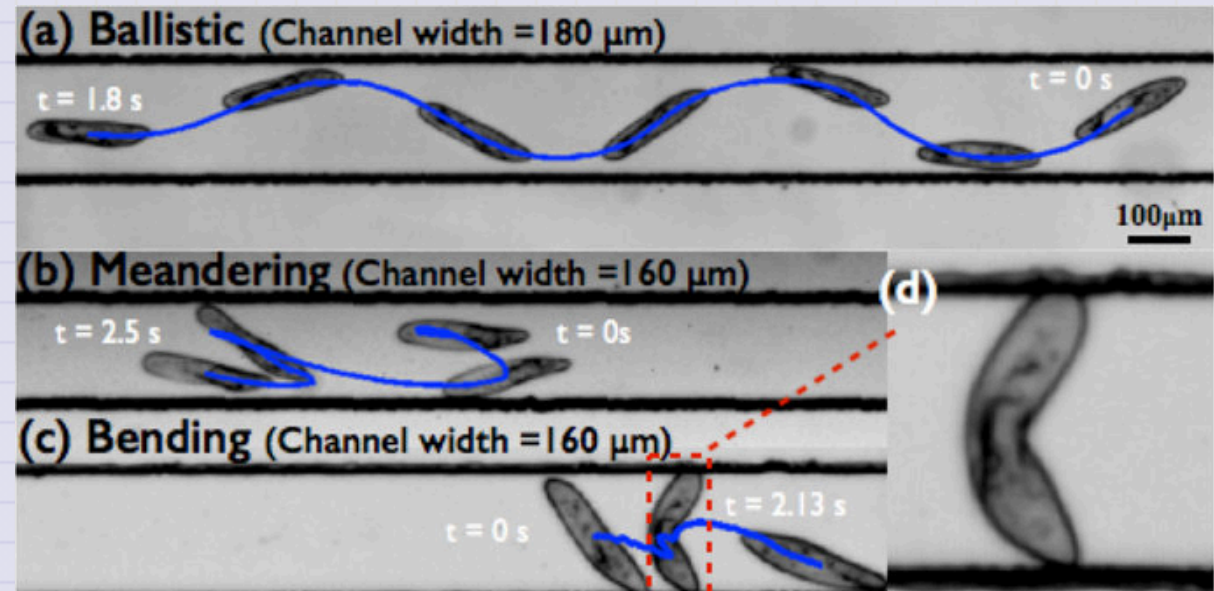 (a) Ballistic (Channel width =180 µm)
t = 1.8 s
t = 0 s
100µm
(b) Meandering (Channel width =160 µm)
(d)
t = 2.5 s
t = 0s
(c) Bending (Channel width =160 µm)
t = 2.13 s
t = 0 s